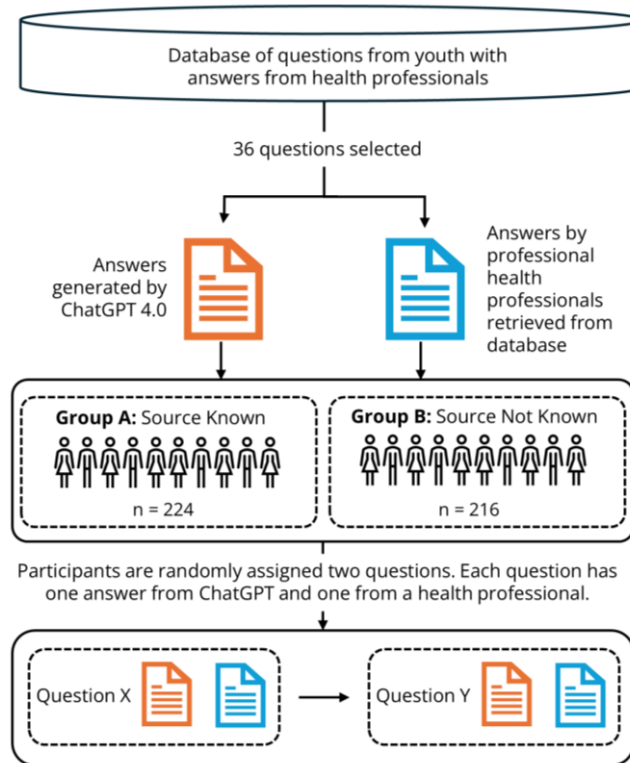 Database of questions from youth with
answers from health professionals
36 questions selected
Answers
generated by
ChatGPT 4.0
Answers by
professional
health
professionals
retrieved from
database
Group A: Source Known
n = 224
Group B: Source Not Known
n = 216
Participants are randomly assigned two questions. Each question has
one answer from ChatGPT and one from a health professional.
Question X
Question Y